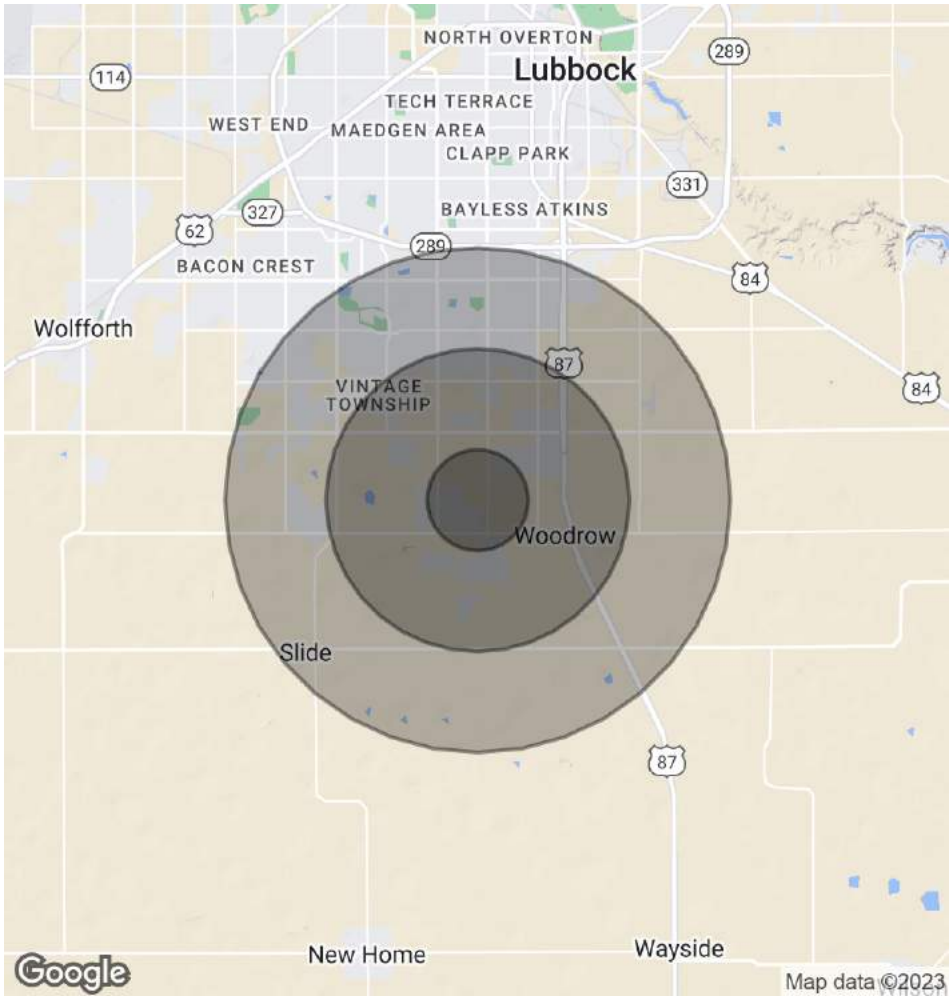 NORTH OVERTON
289
Lubbock
114
TECH TERRACE
WEST END
MAEDGEN AREA
CLAPP PARK
331
327
BAYLESS ATKINS
62
289
BACON CREST
84
Wolfforth
87
84
VINTAGE
TOWNSHIP
Woodrow
Slide
87
New Home
Wayside
Google
Map data ©2023
Wilson